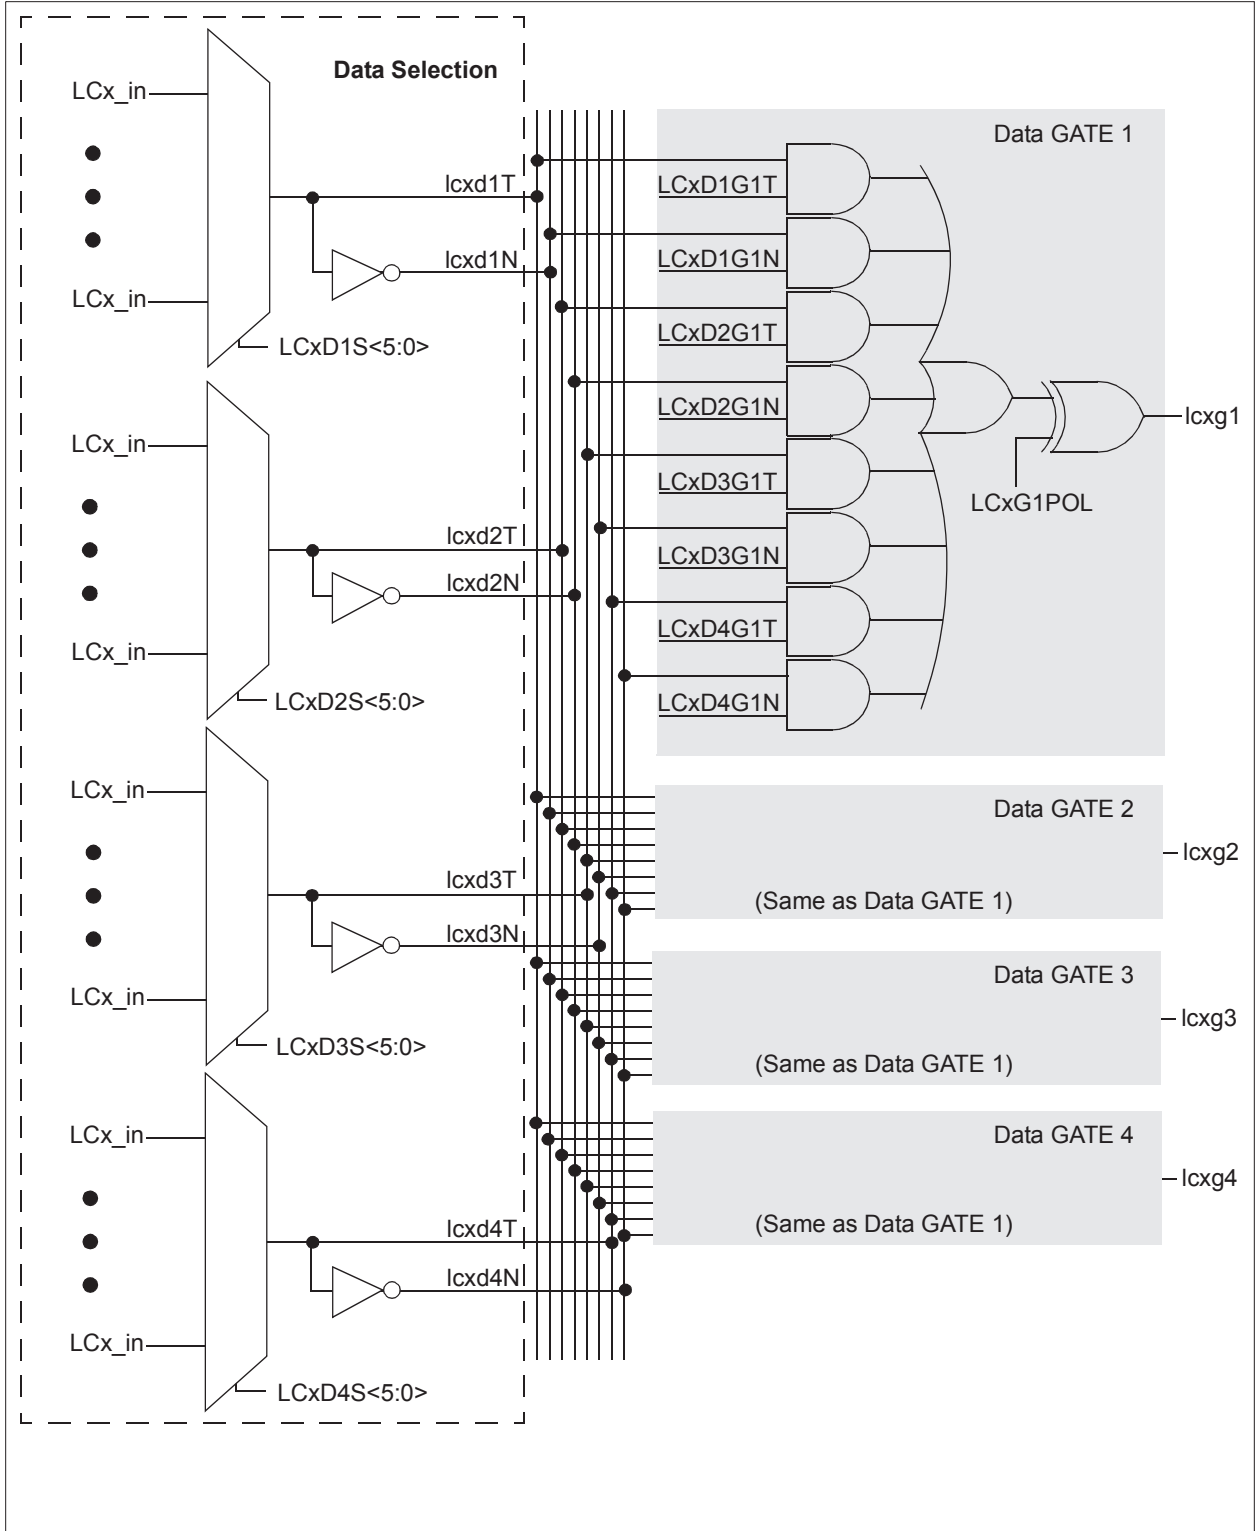 Data Selection
LCx_in
LCx_in
LCxD1S<5:0>
lcxd1T
lcxd1N
LCx_in
LCx_in
LCxD2S<5:0>
lcxd2T
lcxd2N
LCx_in
LCx_in
LCxD3S<5:0>
lcxd3T
lcxd3N
LCx_in
LCx_in
LCxD4S<5:0>
lcxd4T
lcxd4N
Data GATE 1
LCxD1G1T
LCxD1G1N
LCxD2G1T
LCxD2G1N
LCxD3G1T
LCxD3G1N
LCxD4G1T
LCxD4G1N
LCxG1POL
lcxg1
Data GATE 2
(Same as Data GATE 1)
lcxg2
Data GATE 3
(Same as Data GATE 1)
lcxg3
Data GATE 4
(Same as Data GATE 1)
lcxg4